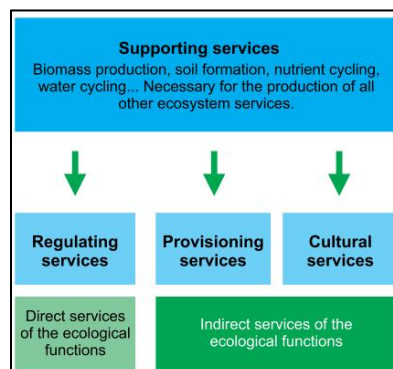 Supporting services
Biomass production, soil formation, nutrient cycling,
water cycling... Necessary for the production of all
other ecosystem services.
Regulating
services
Provisioning
services
Cultural
services
Direct services
of the ecological
functions
Indirect services of the
ecological functions